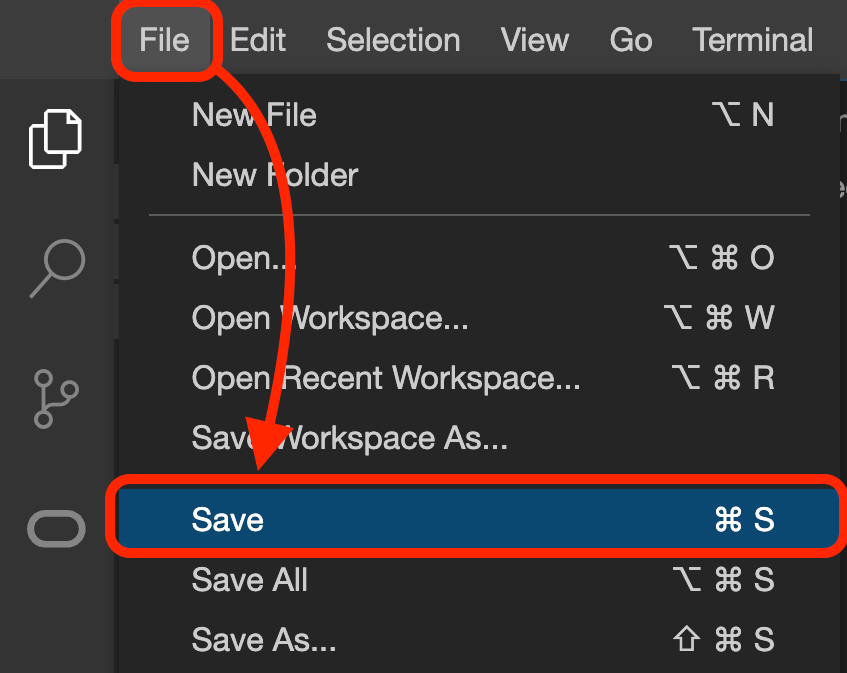 File Edit Selection View Go Terminal
New File ⌥ N
New Folder
Open... ⌥ ⌘ O
Open Workspace... ⌥ ⌘ W
Open Recent Workspace... ⌥ ⌘ R
Save Workspace As...
Save ⌘ S
Save All ⌥ ⌘ S
Save As... ⇧ ⌘ S